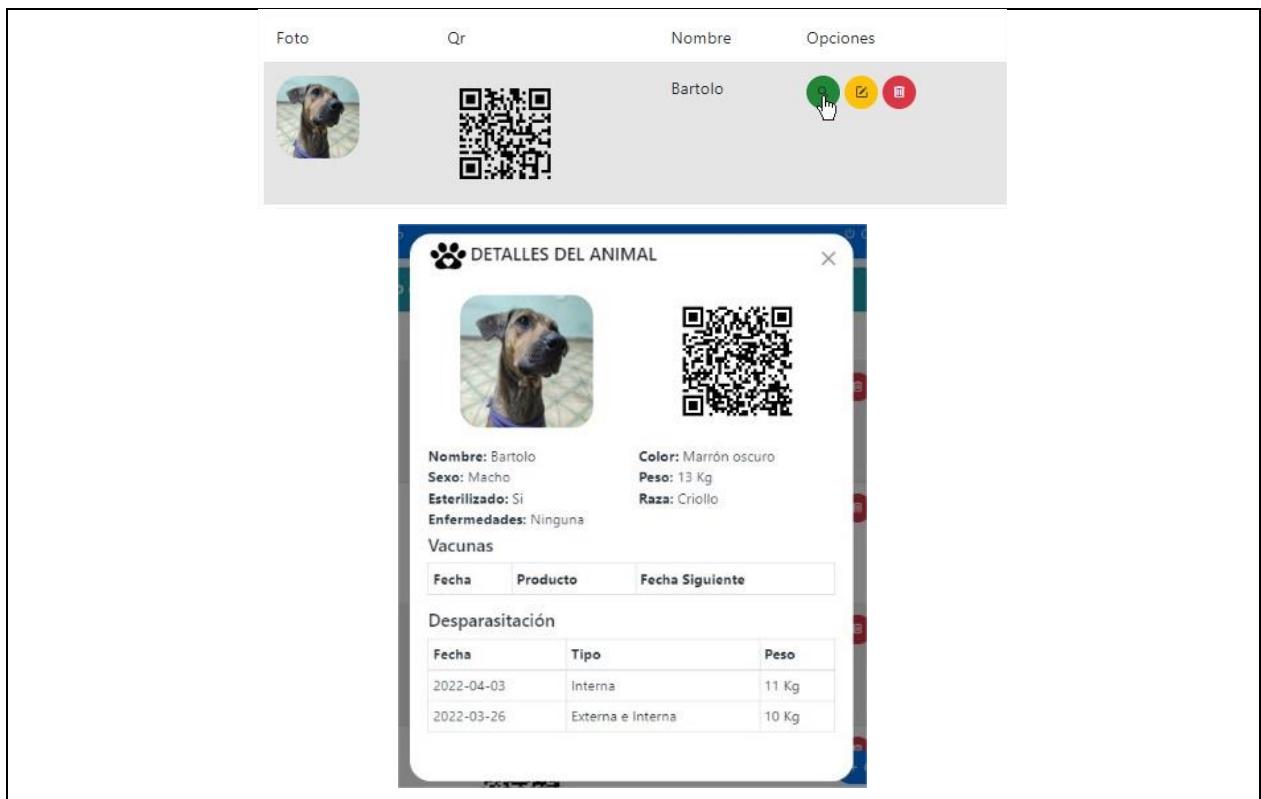 Foto Qr Nombre Opciones
Bartolo
DETALLES DEL ANIMAL
Nombre: Bartolo Color: Marrón oscuro
Sexo: Macho Peso: 13 Kg
Esterilizado: Si Raza: Criollo
Enfermedades: Ninguna
Vacunas
Fecha Producto Fecha Siguiente
Desparasitación
Fecha Tipo Peso
2022-04-03 Interna 11 Kg
2022-03-26 Externa e Interna 10 Kg